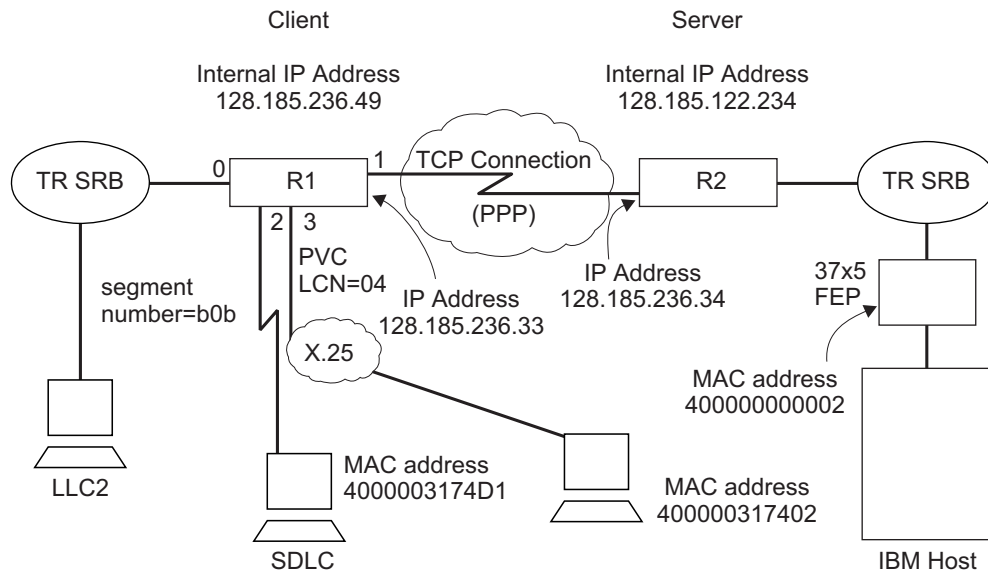 Client
Server
Internal IP Address
128.185.236.49
Internal IP Address
128.185.122.234
TR SRB
0
R1
1
TCP Connection
(PPP)
R2
TR SRB
2
3
PVC
LCN=04
segment
number=b0b
IP Address
128.185.236.33
IP Address
128.185.236.34
37x5
FEP
X.25
MAC address
400000000002
LLC2
MAC address
4000003174D1
SDLC
MAC address
400000317402
IBM Host